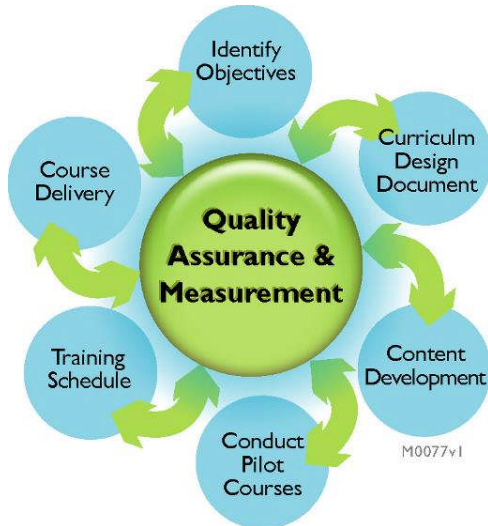 Identify
Objectives
Curriculm
Design
Document
Content
Development
Conduct
Pilot
Courses
Training
Schedule
Course
Delivery
Quality
Assurance &
Measurement
M0077v1